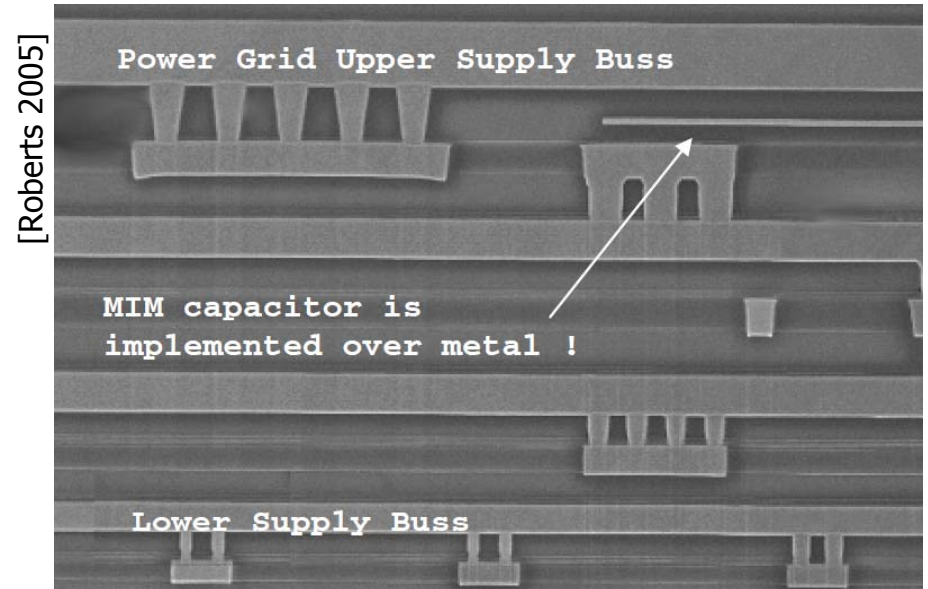 [Roberts 2005]
Power Grid Upper Supply Buss
MIM capacitor is
implemented over metal !
Lower Supply Buss